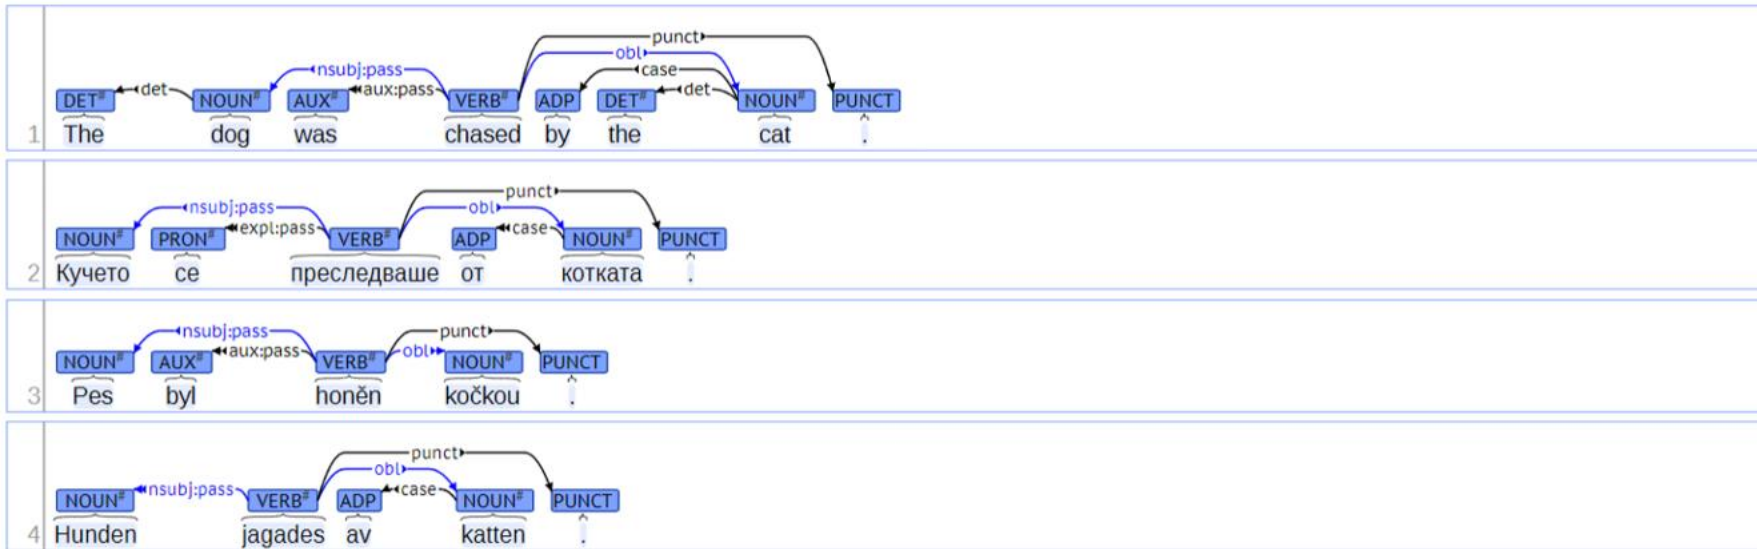 punct
obl
nsubj:pass case
det aux:pass det
DET# NOUN# AUX# VERB# ADP DET# NOUN# PUNCT
1 The dog was chased by the cat .
punct
nsubj:pass obl
expl:pass case
NOUN# PRON# VERB# ADP NOUN# PUNCT
2 Кучето се преследваше от котката .
nsubj:pass punct
aux:pass obl
NOUN# AUX# VERB# NOUN# PUNCT
3 Pes byl honěn kočkou .
punct
obl
nsubj:pass case
NOUN# VERB# ADP NOUN# PUNCT
4 Hunden jagades av katten .